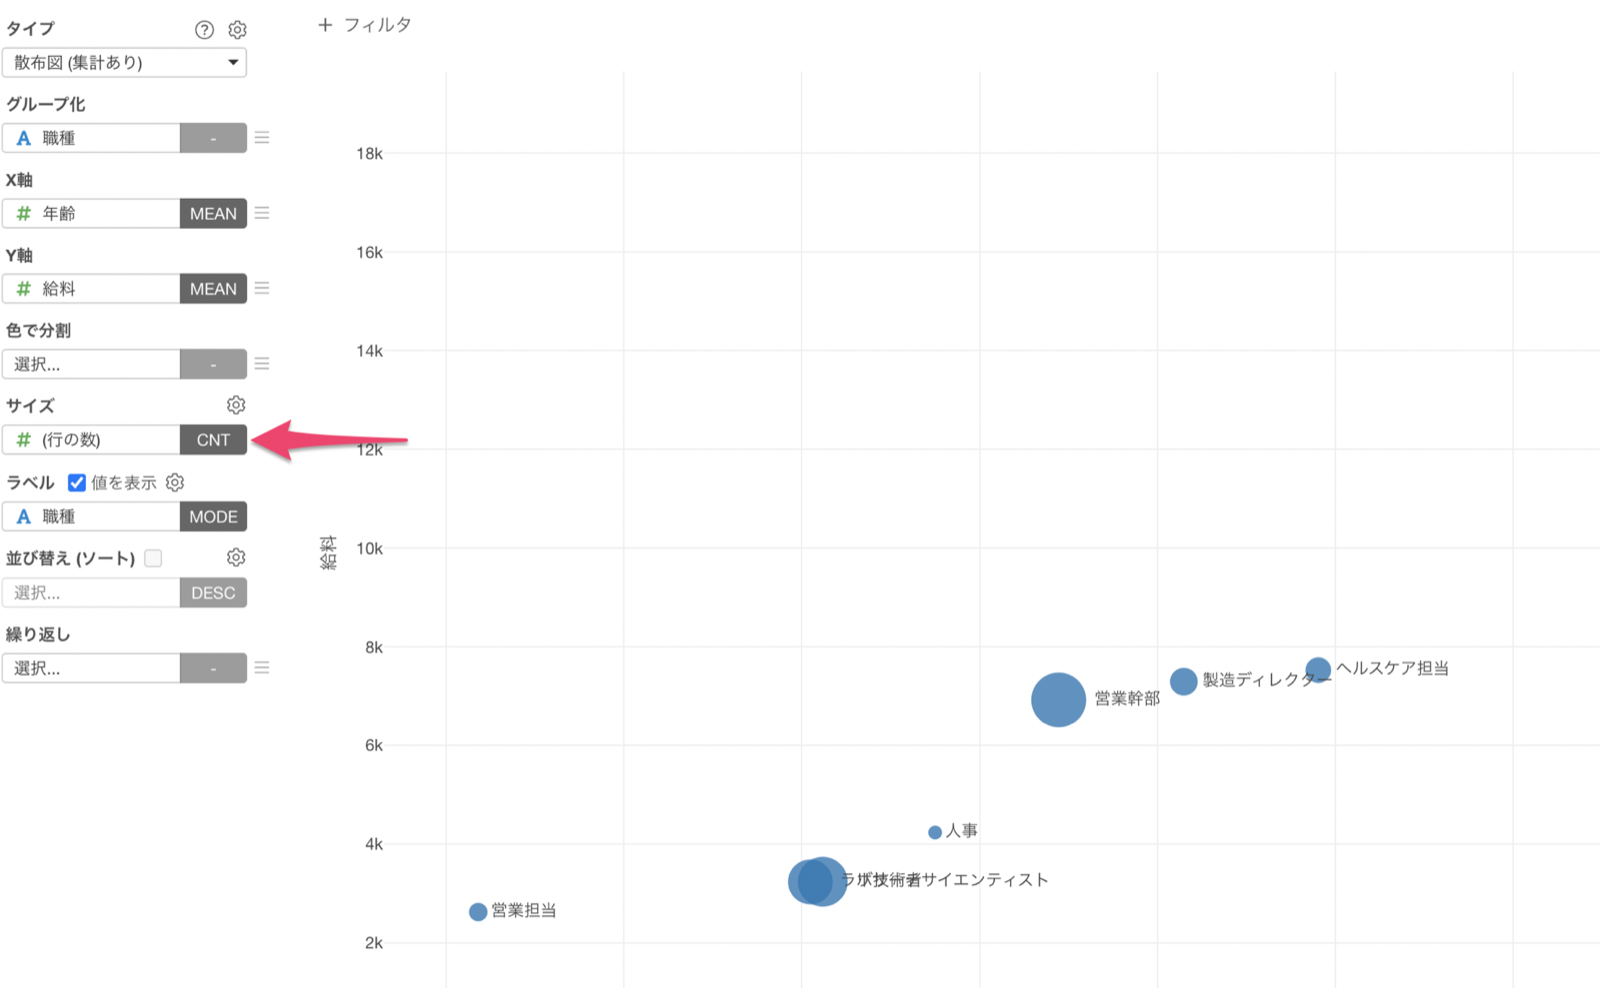 タイプ
散布図 (集計あり)
グループ化
A 職種 -
X軸
# 年齢 MEAN
Y軸
# 給料 MEAN
色で分割
選択... -
サイズ
# (行の数) CNT
ラベル 値を表示
A 職種 MODE
並び替え (ソート)
選択... DESC
繰り返し
選択... -
+ フィルタ
18k
16k
14k
12k
10k
8k
6k
4k
2k
給料
ヘルスケア担当
製造ディレクター
営業幹部
人事
ラボ技術者
サイエンティスト
営業担当